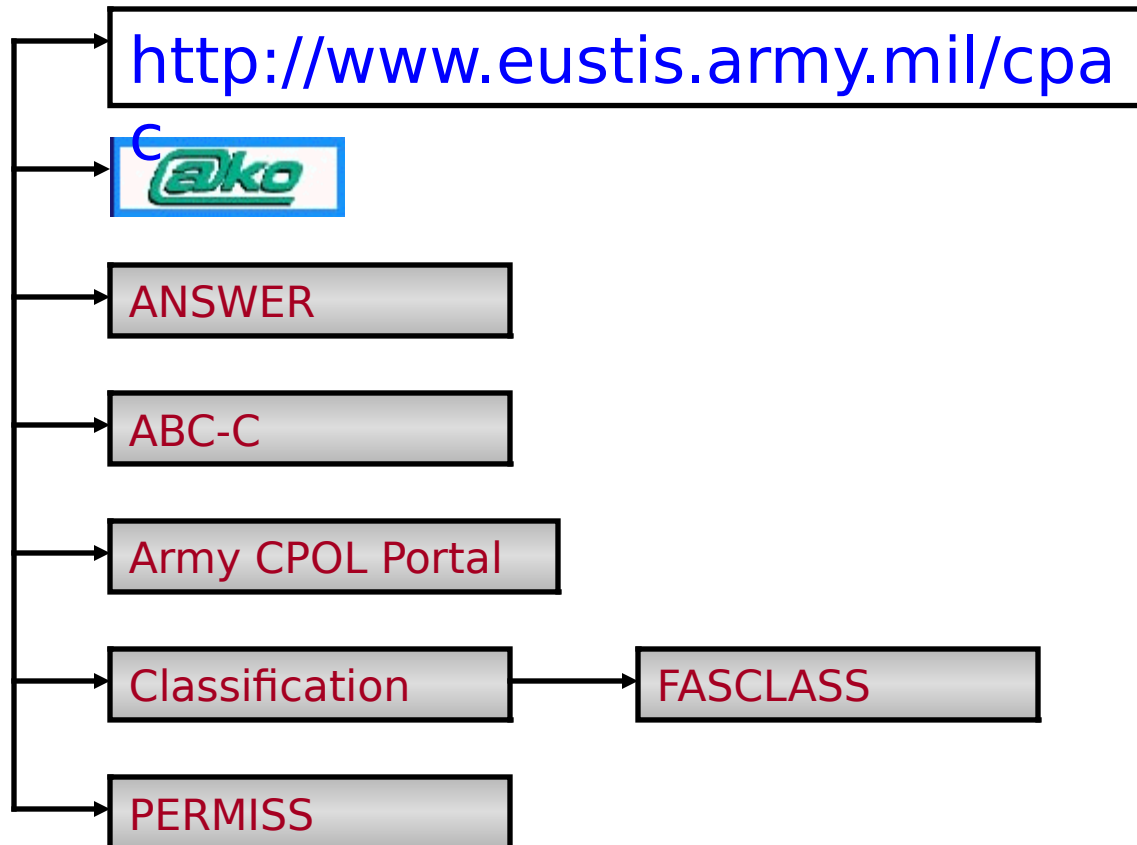 http://www.eustis.army.mil/cpa
c
@ko
ANSWER
ABC-C
Army CPOL Portal
Classification
FASCLASS
PERMISS